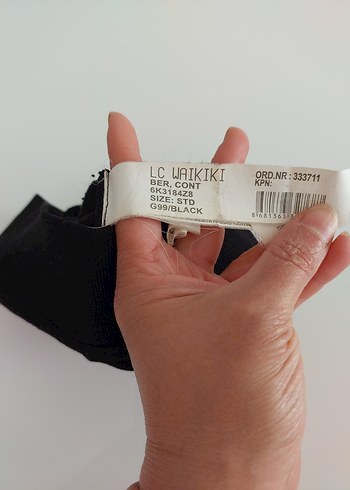 LC WAIKIKI
BER, CONT
6K3184Z8
SIZE: STD
G99/BLACK
ORD.NR: 333711
KPN: